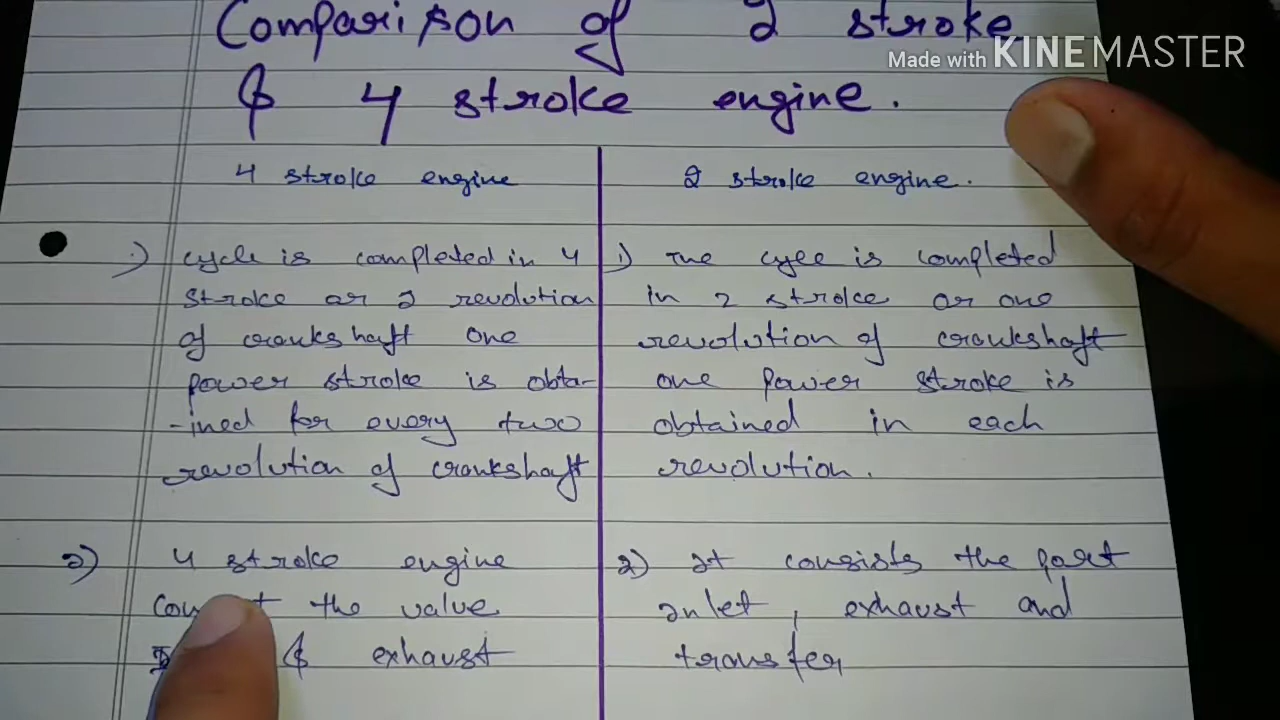 Comparison of 2 stroke
Made with KINEMASTER
& 4 stroke engine.
4 stroke engine
2 stroke engine.
1) cycle is completed in 4
stroke or 2 revolution
of crankshaft one
power stroke is obta-
-ined for every two
revolution of crankshaft
1) The cycle is completed
in 2 stroke or one
revolution of crankshaft
one power stroke is
obtained in each
revolution.
2) 4 stroke engine
the value
& exhaust
2) It consists the port
Inlet, exhaust and
transfer